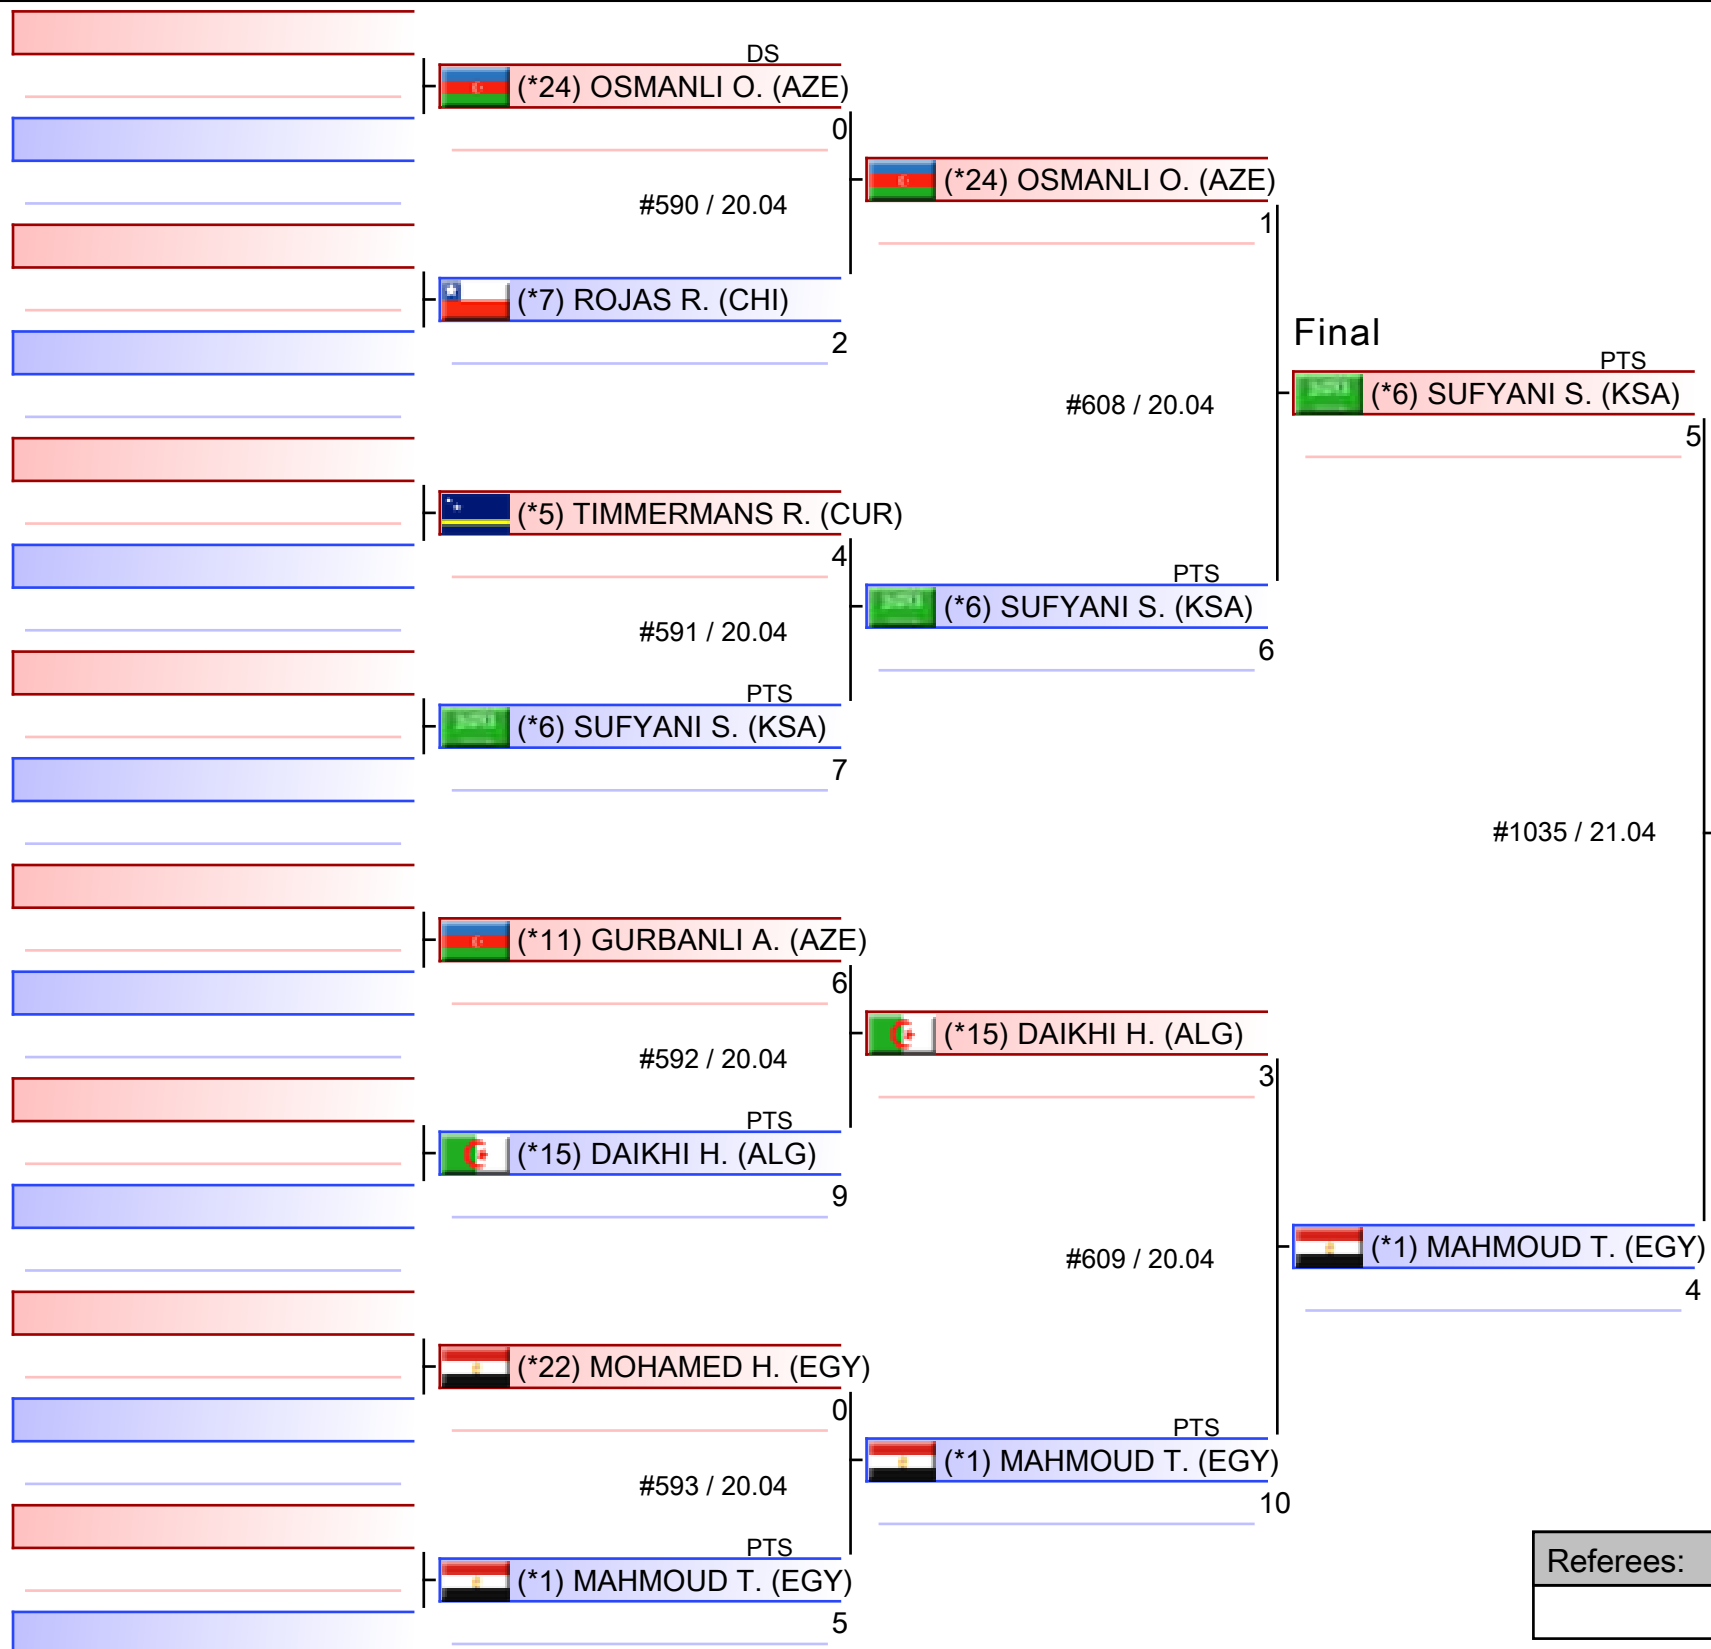 DS
(*24) OSMANLI O. (AZE)
0
#590 / 20.04
(*7) ROJAS R. (CHI)
2
(*5) TIMMERMANS R. (CUR)
4
#591 / 20.04
PTS
(*6) SUFYANI S. (KSA)
7
(*11) GURBANLI A. (AZE)
6
#592 / 20.04
PTS
(*15) DAIKHI H. (ALG)
9
(*22) MOHAMED H. (EGY)
0
#593 / 20.04
PTS
(*1) MAHMOUD T. (EGY)
5
(*24) OSMANLI O. (AZE)
1
#608 / 20.04
PTS
(*6) SUFYANI S. (KSA)
6
(*15) DAIKHI H. (ALG)
3
#609 / 20.04
PTS
(*1) MAHMOUD T. (EGY)
10
Final
PTS
(*6) SUFYANI S. (KSA)
5
#1035 / 21.04
(*1) MAHMOUD T. (EGY)
4
Referees: